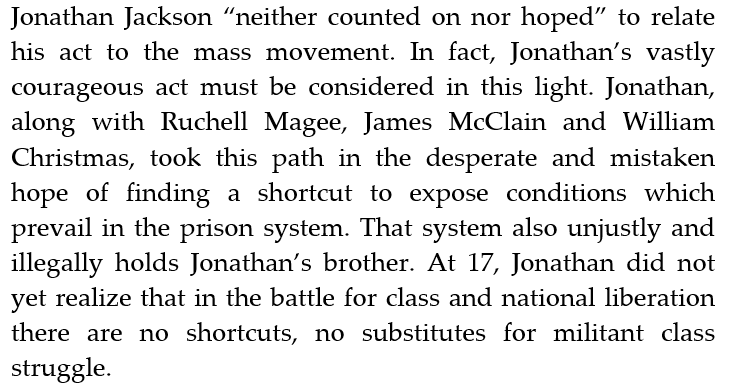 Jonathan Jackson “neither counted on nor hoped” to relate
his act to the mass movement. In fact, Jonathan’s vastly
courageous act must be considered in this light. Jonathan,
along with Ruchell Magee, James McClain and William
Christmas, took this path in the desperate and mistaken
hope of finding a shortcut to expose conditions which
prevail in the prison system. That system also unjustly and
illegally holds Jonathan’s brother. At 17, Jonathan did not
yet realize that in the battle for class and national liberation
there are no shortcuts, no substitutes for militant class
struggle.